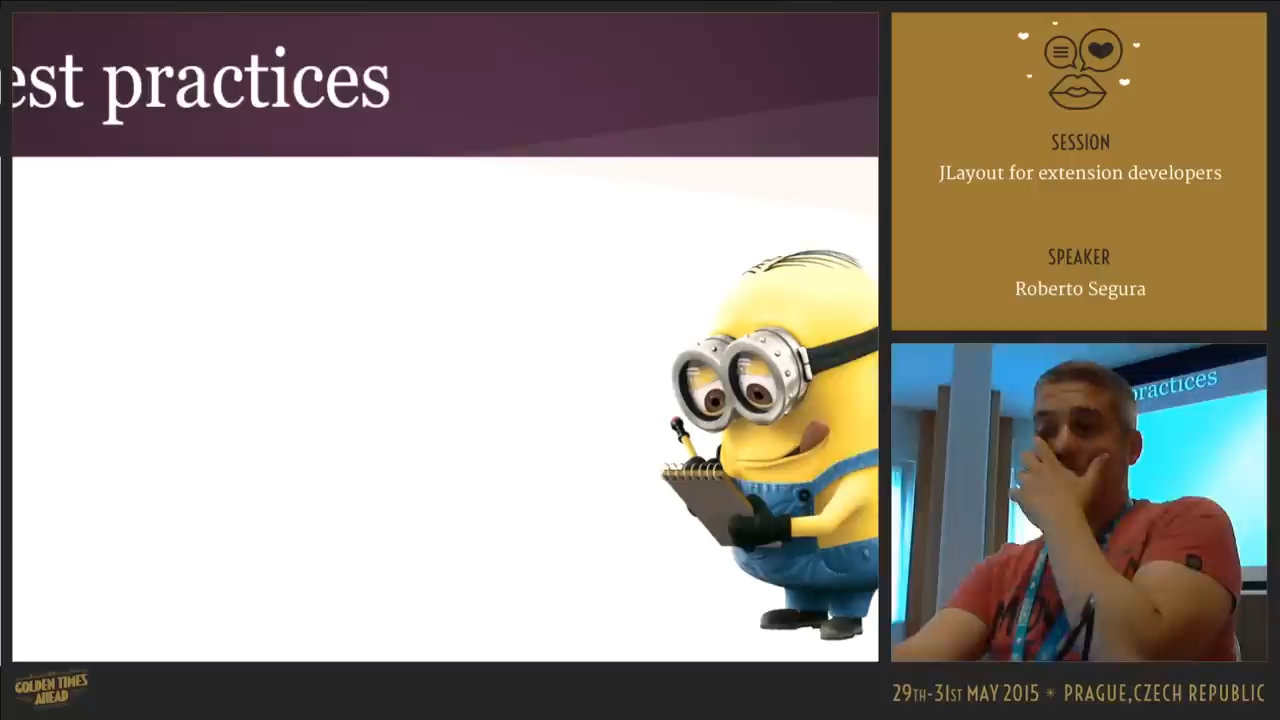 est practices
SESSION
JLayout for extension developers
SPEAKER
Roberto Segura
practices
GOLDEN TIMES
AHEAD
29TH-31ST MAY 2015 * PRAGUE, CZECH REPUBLIC